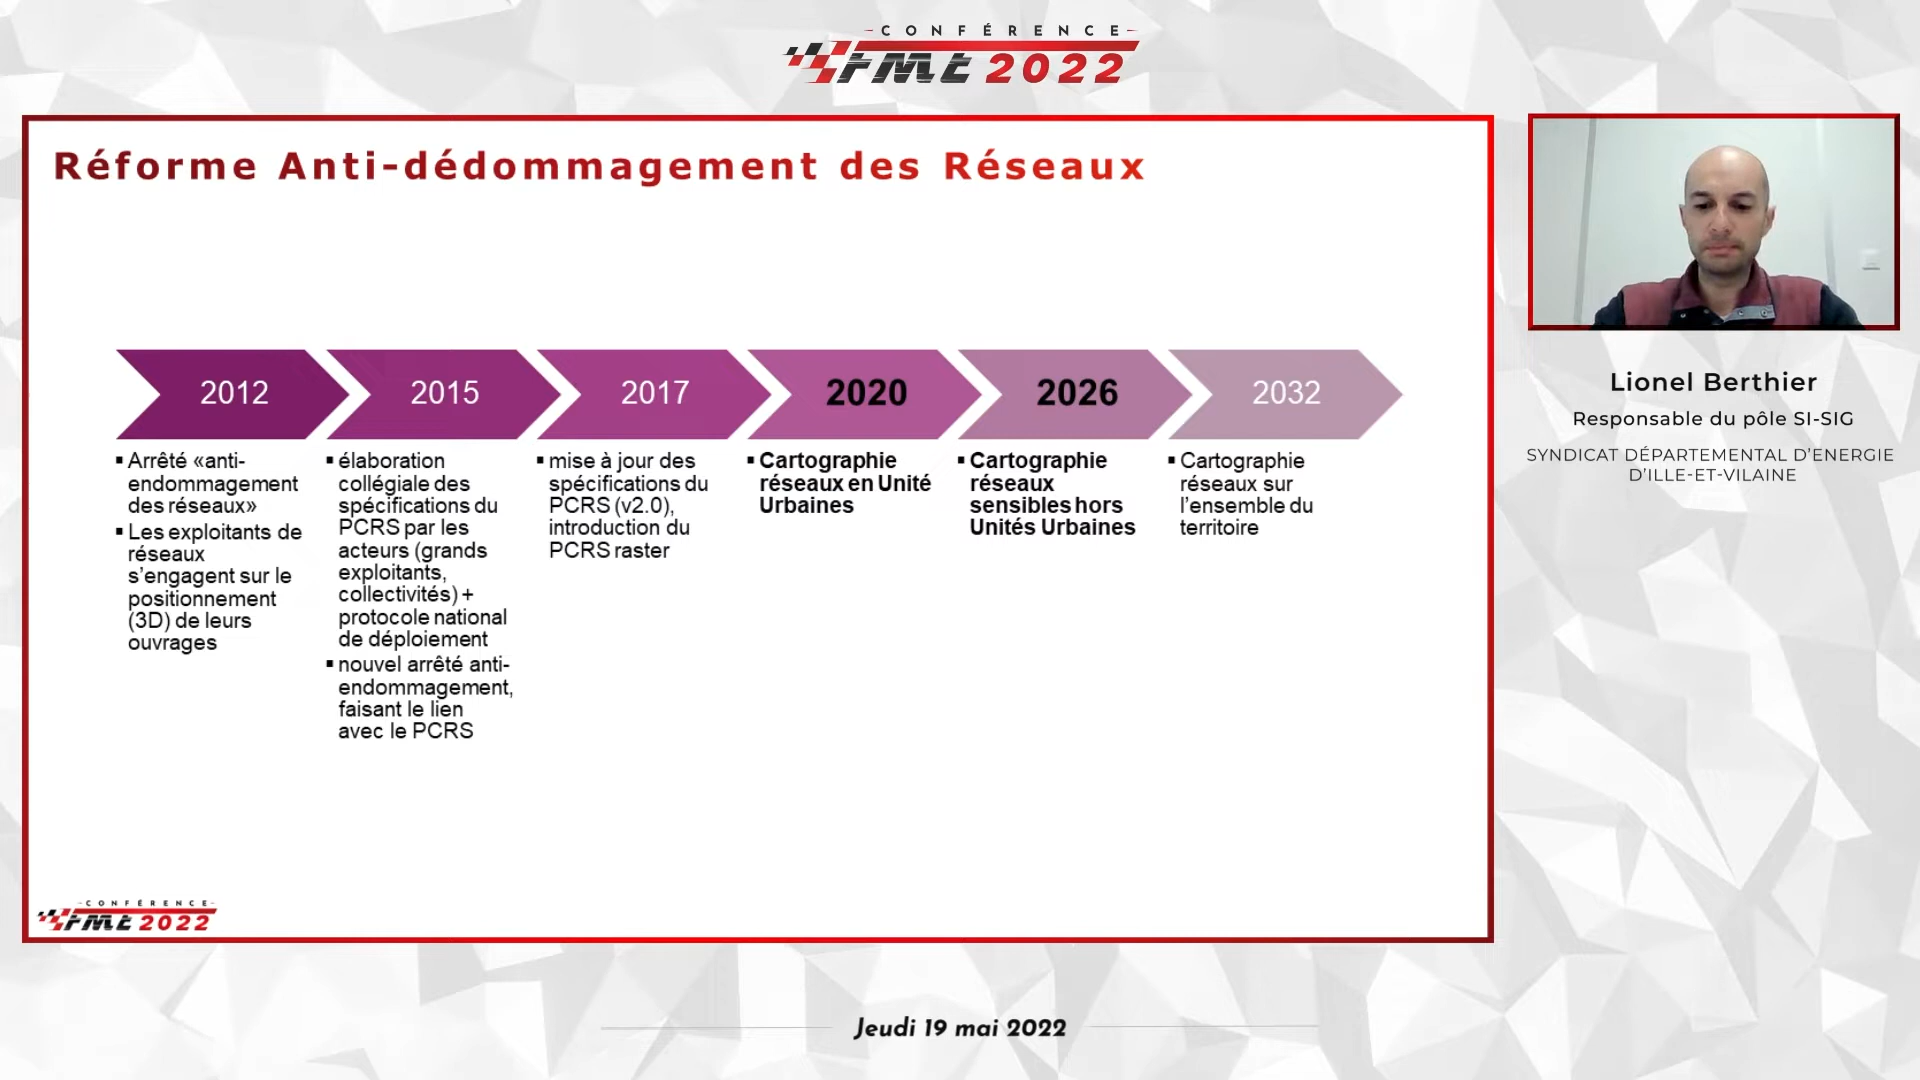 CONFÉRENCE
FME 2022
Réforme Anti-dédommagement des Réseaux
2012
2015
2017
2020
2026
2032
▪ Arrêté «anti-
endommagement
des réseaux»
▪ Les exploitants de
réseaux
s’engagent sur le
positionnement
(3D) de leurs
ouvrages
▪ élaboration
collégiale des
spécifications du
PCRS par les
acteurs (grands
exploitants,
collectivités) +
protocole national
de déploiement
▪ nouvel arrêté anti-
endommagement,
faisant le lien
avec le PCRS
▪ mise à jour des
spécifications du
PCRS (v2.0),
introduction du
PCRS raster
▪ Cartographie
réseaux en Unité
Urbaines
▪ Cartographie
réseaux
sensibles hors
Unités Urbaines
▪ Cartographie
réseaux sur
l’ensemble du
territoire
CONFÉRENCE
FME 2022
Lionel Berthier
Responsable du pôle SI-SIG
SYNDICAT DÉPARTEMENTAL D’ENERGIE
D’ILLE-ET-VILAINE
Jeudi 19 mai 2022